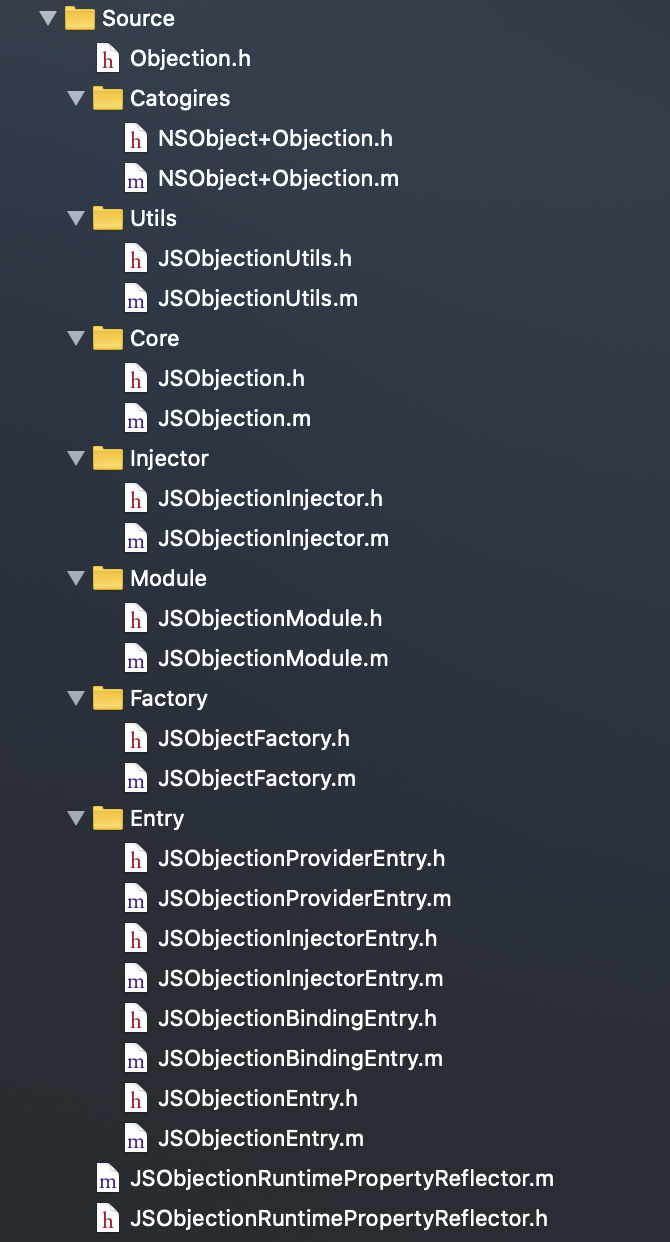 Source
h Objection.h
Catogires
h NSObject+Objection.h
m NSObject+Objection.m
Utils
h JSObjectionUtils.h
m JSObjectionUtils.m
Core
h JSObjection.h
m JSObjection.m
Injector
h JSObjectionInjector.h
m JSObjectionInjector.m
Module
h JSObjectionModule.h
m JSObjectionModule.m
Factory
h JSObjectFactory.h
m JSObjectFactory.m
Entry
h JSObjectionProviderEntry.h
m JSObjectionProviderEntry.m
h JSObjectionInjectorEntry.h
m JSObjectionInjectorEntry.m
h JSObjectionBindingEntry.h
m JSObjectionBindingEntry.m
h JSObjectionEntry.h
m JSObjectionEntry.m
m JSObjectionRuntimePropertyReflector.m
h JSObjectionRuntimePropertyReflector.h